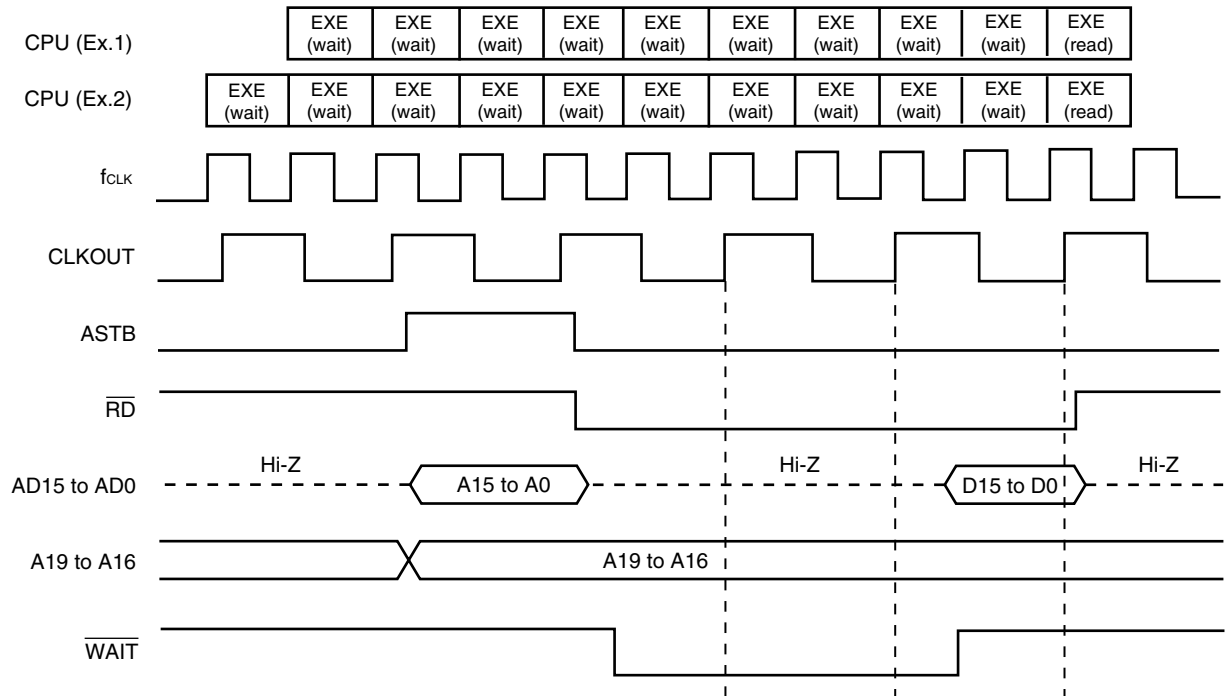 CPU (Ex.1)
EXE (wait) EXE (wait) EXE (wait) EXE (wait) EXE (wait) EXE (wait) EXE (wait) EXE (wait) EXE (wait) EXE (read)
CPU (Ex.2)
EXE (wait) EXE (wait) EXE (wait) EXE (wait) EXE (wait) EXE (wait) EXE (wait) EXE (wait) EXE (wait) EXE (wait) EXE (read)
fCLK
CLKOUT
ASTB
RD
AD15 to AD0 Hi-Z A15 to A0 Hi-Z D15 to D0 Hi-Z
A19 to A16 A19 to A16
WAIT